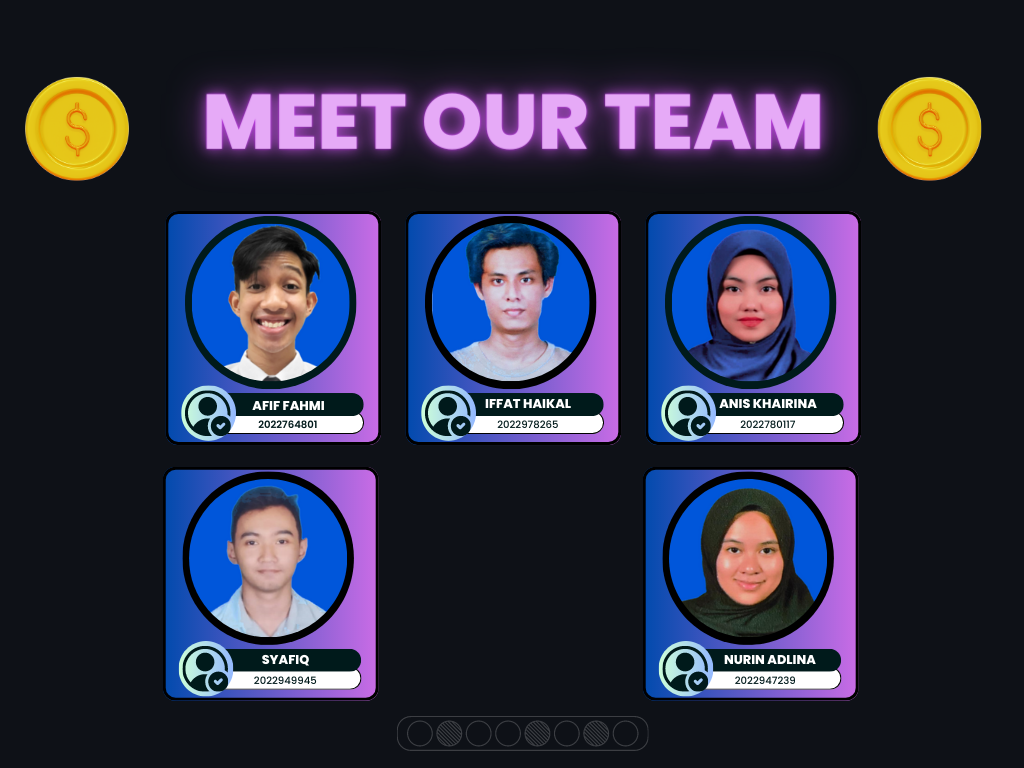 MEET OUR TEAM
$
$
AFIF FAHMI
2022764801
IFFAT HAIKAL
2022978265
ANIS KHAIRINA
2022780117
SYAFIQ
2022949945
NURIN ADLINA
2022947239